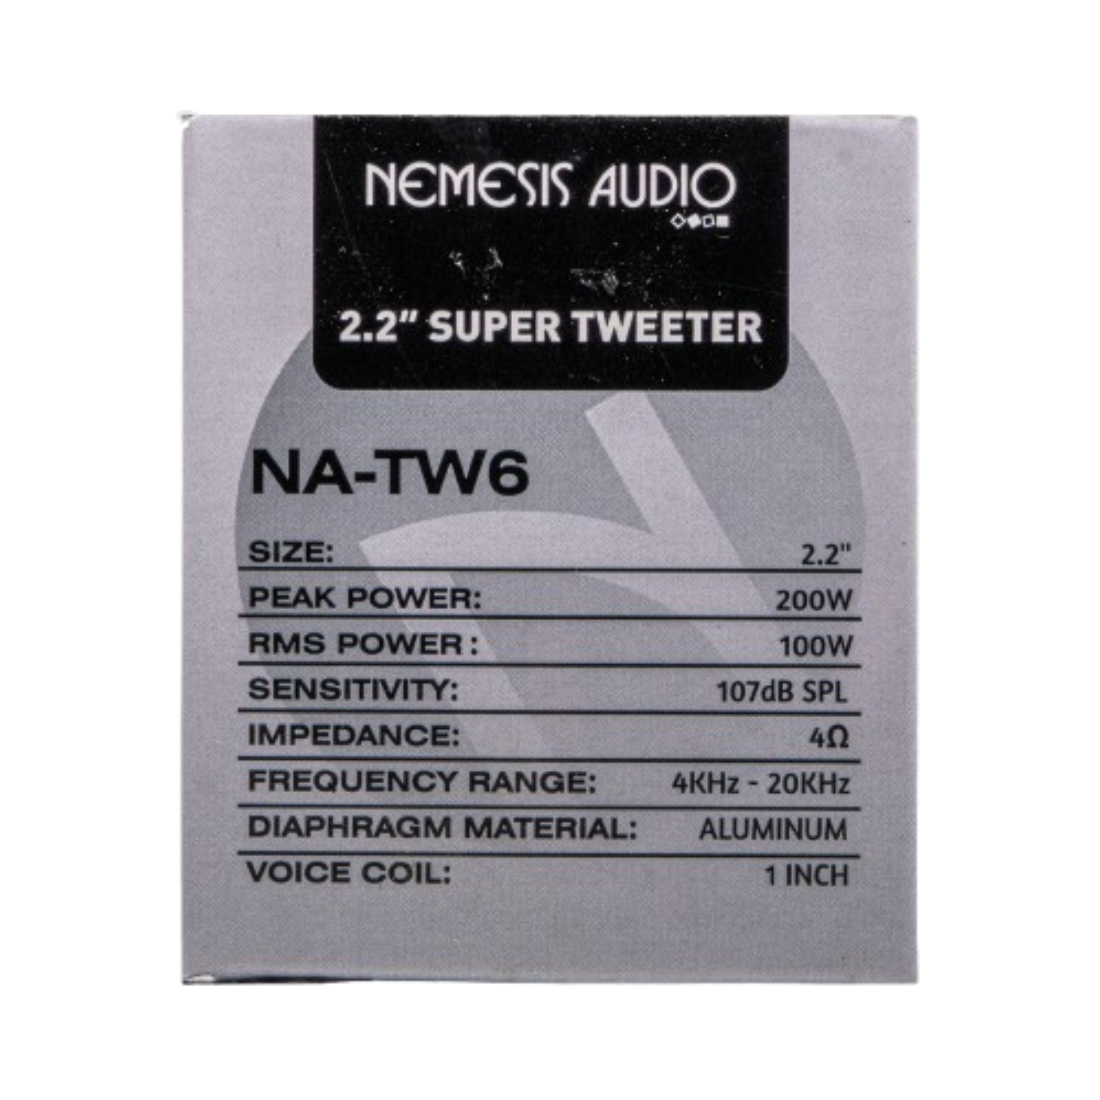 NEMESIS AUDIO
2.2" SUPER TWEETER
NA-TW6
SIZE: 2.2"
PEAK POWER: 200W
RMS POWER: 100W
SENSITIVITY: 107dB SPL
IMPEDANCE: 4Ω
FREQUENCY RANGE: 4KHz - 20KHz
DIAPHRAGM MATERIAL: ALUMINUM
VOICE COIL: 1 INCH